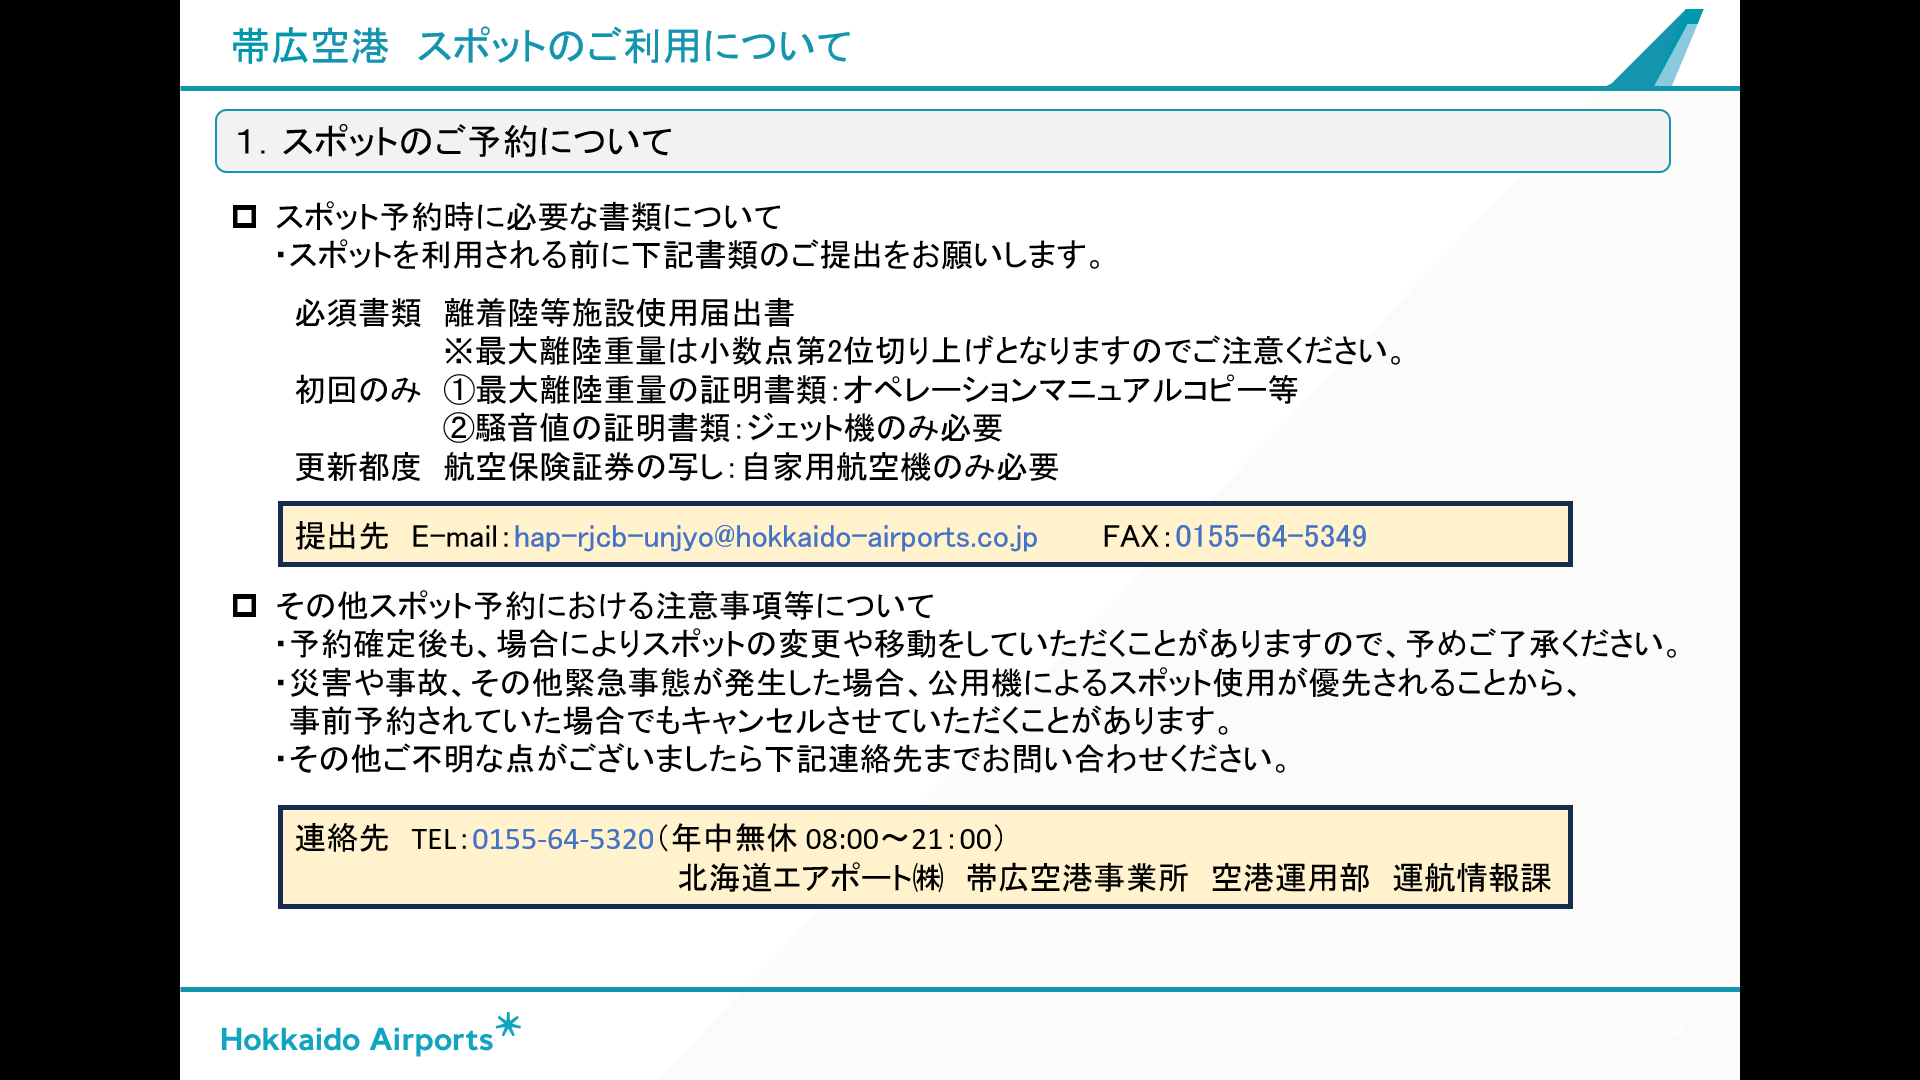 帯広空港　スポットのご利用について
１．スポットのご予約について
スポット予約時に必要な書類について
・スポットを利用される前に下記書類のご提出をお願いします。
必須書類　離着陸等施設使用届出書
※最大離陸重量は小数点第2位切り上げとなりますのでご注意ください。
初回のみ　①最大離陸重量の証明書類：オペレーションマニュアルコピー等
②騒音値の証明書類：ジェット機のみ必要
更新都度　航空保険証券の写し：自家用航空機のみ必要
提出先　E-mail：hap-rjcb-unjyo@hokkaido-airports.co.jp　　FAX：0155-64-5349
その他スポット予約における注意事項等について
・予約確定後も、場合によりスポットの変更や移動をしていただくことがありますので、予めご了承ください。
・災害や事故、その他緊急事態が発生した場合、公用機によるスポット使用が優先されることから、
事前予約されていた場合でもキャンセルさせていただくことがあります。
・その他ご不明な点がございましたら下記連絡先までお問い合わせください。
連絡先　TEL：0155-64-5320（年中無休 08:00～21：00）
北海道エアポート㈱　帯広空港事業所　空港運用部　運航情報課
Hokkaido Airports